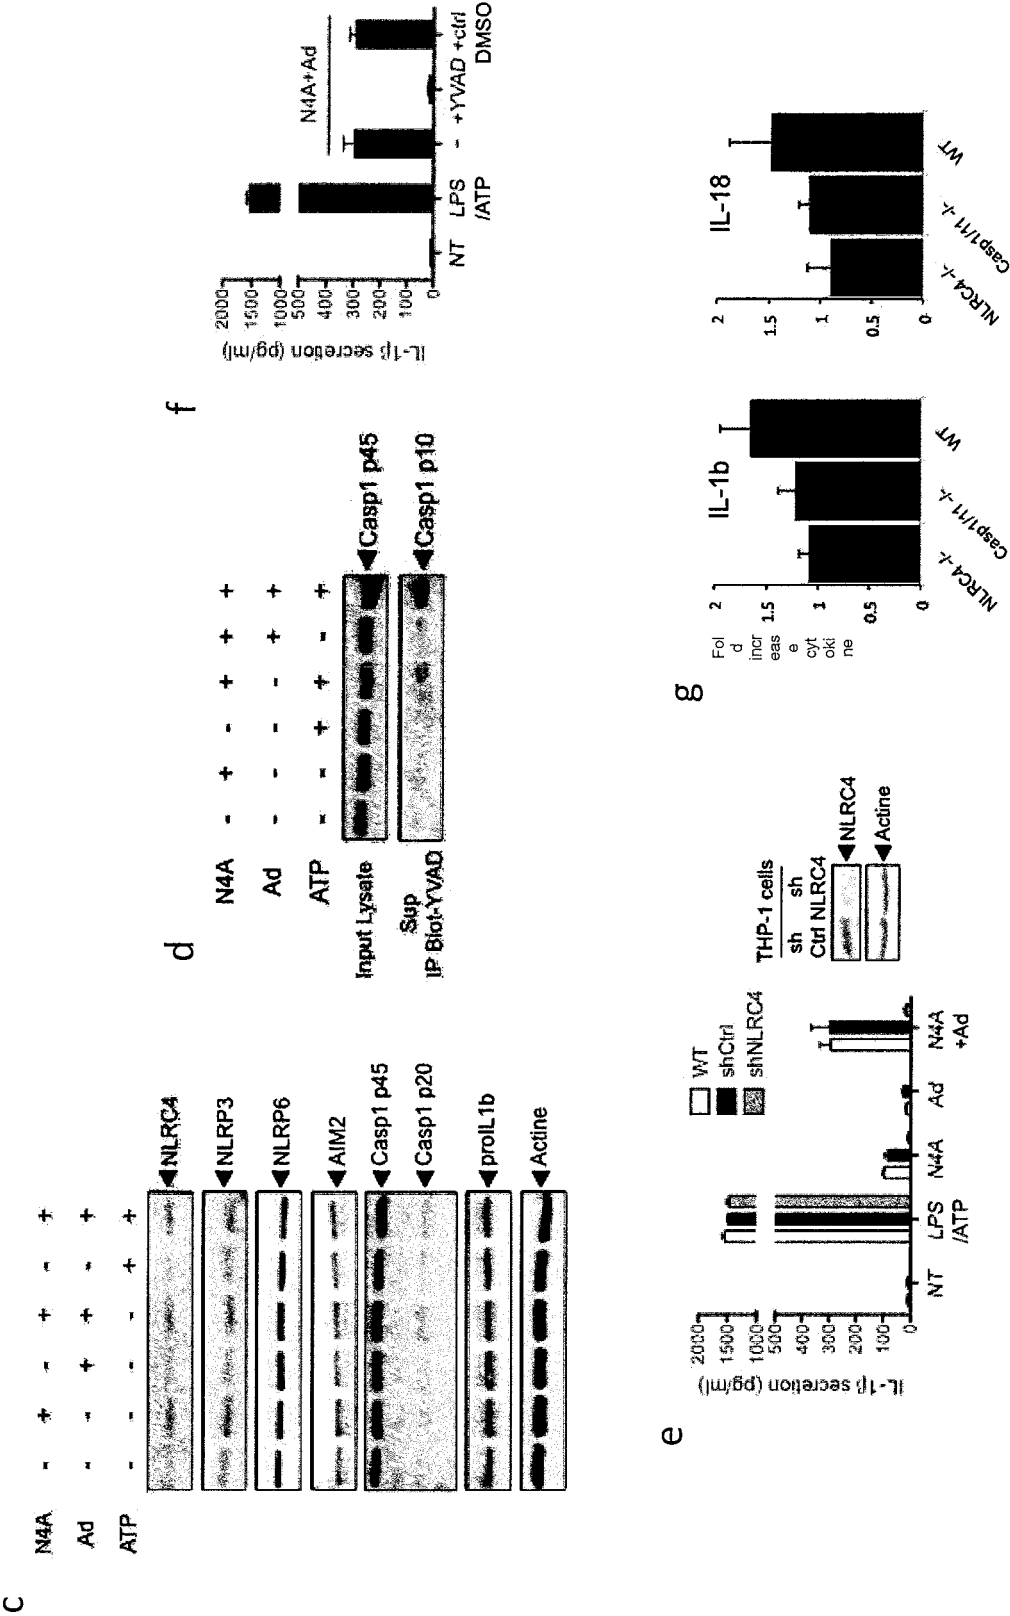 c
N4A - + - + - +
Ad - - + + - +
ATP - - - - + +
NLRC4
NLRP3
NLRP6
AIM2
Casp1 p45
Casp1 p20
proIL1b
Actine
d
N4A - + - + + +
Ad - - - - + +
ATP - - + + - +
Input Lysate
Casp1 p45
Sup
IP Biot-YVAD
Casp1 p10
e
IL-1β secretion (pg/ml)
2000
1500
1000
500
400
300
200
100
0
WT
shCtrl
shNLRC4
NT
LPS
/ATP
N4A
Ad
N4A
+Ad
THP-1 cells
sh sh
Ctrl NLRC4
NLRC4
Actine
f
IL-1β secretion (pg/ml)
2000
1500
1000
500
400
300
200
100
0
N4A+Ad
NT
LPS
/ATP
-
+YVAD
+ctrl
DMSO
g
Fol
d
incr
eas
e
cyt
oki
ne
IL-1b
2
1.5
1
0.5
0
NLRC4 -/-
Casp1/11 -/-
WT
IL-18
2
1.5
1
0.5
0
NLRC4 -/-
Casp1/11 -/-
WT